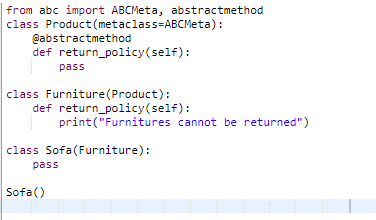 from abc import ABCMeta, abstractmethod
class Product(metaclass=ABCMeta):
    @abstractmethod
    def return_policy(self):
        pass

class Furniture(Product):
    def return_policy(self):
        print("Furnitures cannot be returned")

class Sofa(Furniture):
    pass

Sofa()